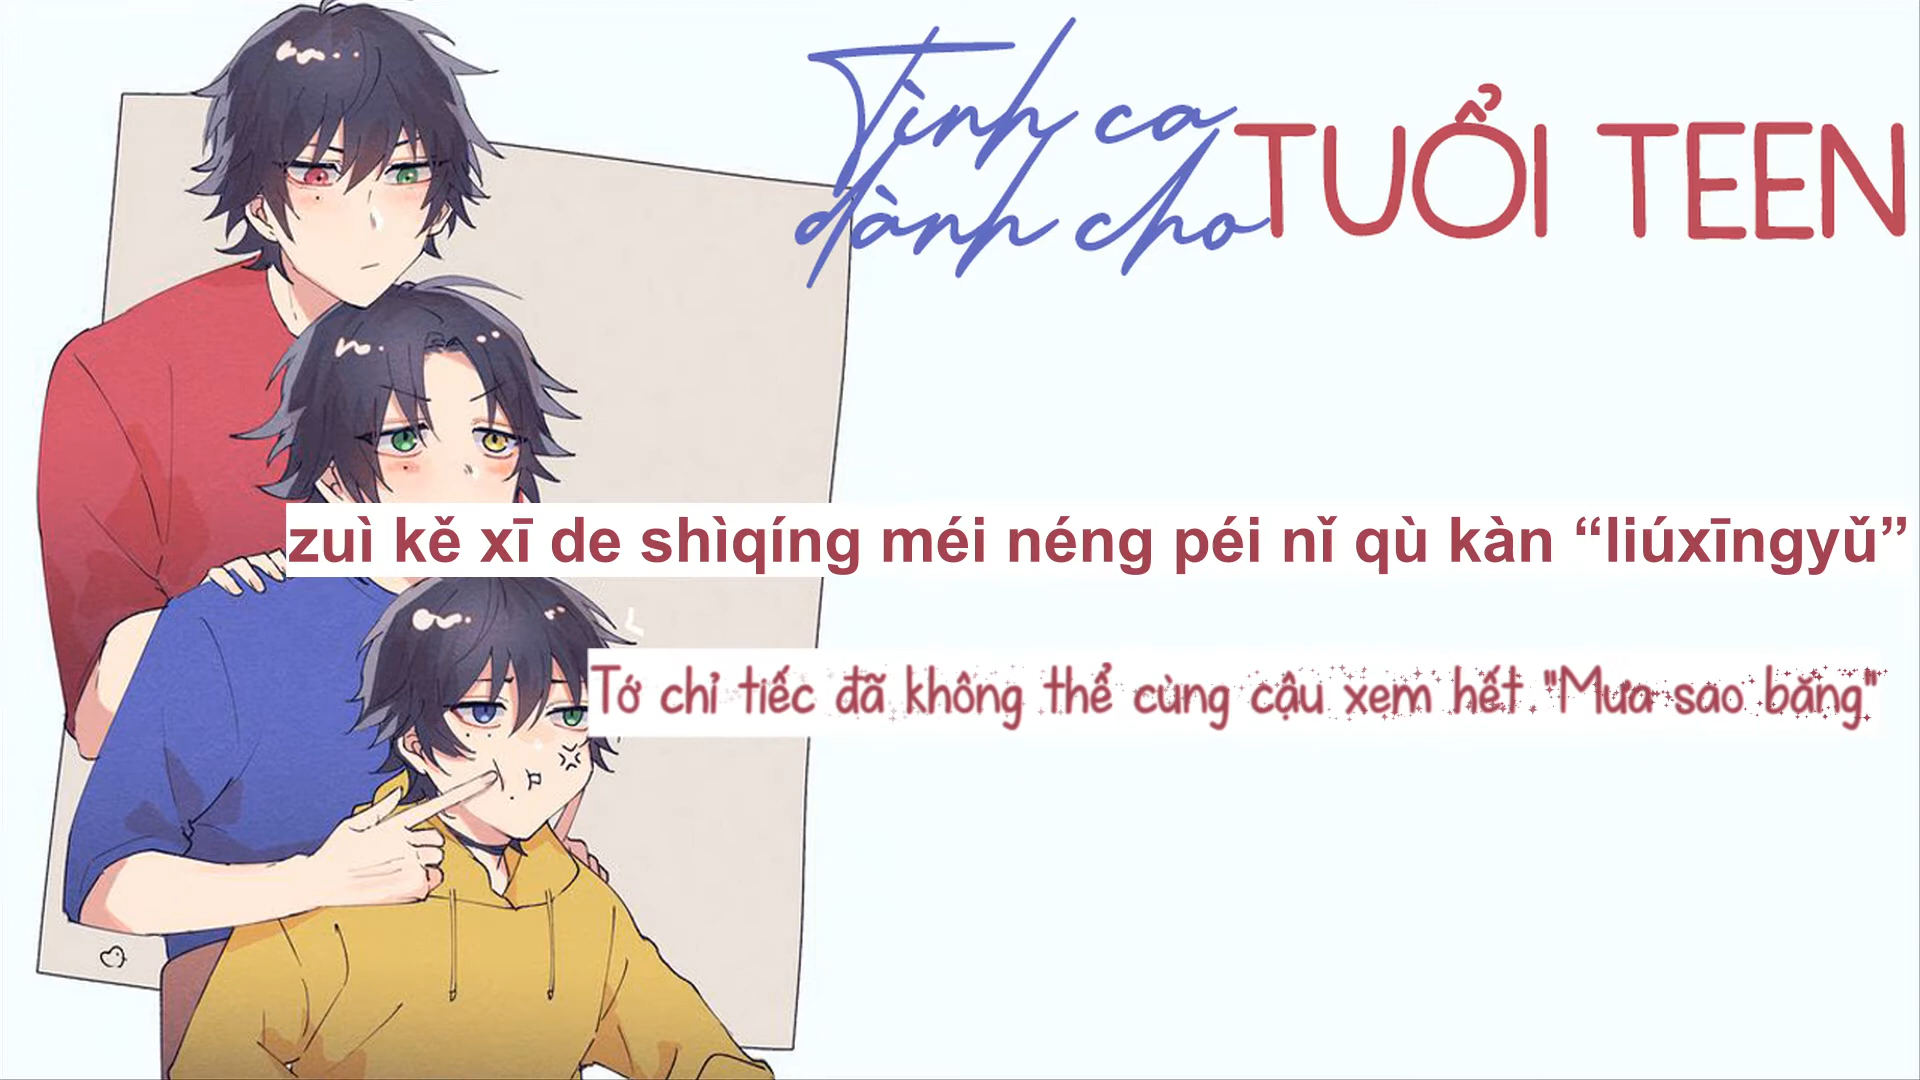 Tình ca
dành cho TUỔI TEEN
zuì kě xī de shìqíng méi néng péi nǐ qù kàn “liúxīngyǔ”
Tớ chỉ tiếc đã không thể cùng cậu xem hết "Mưa sao băng"